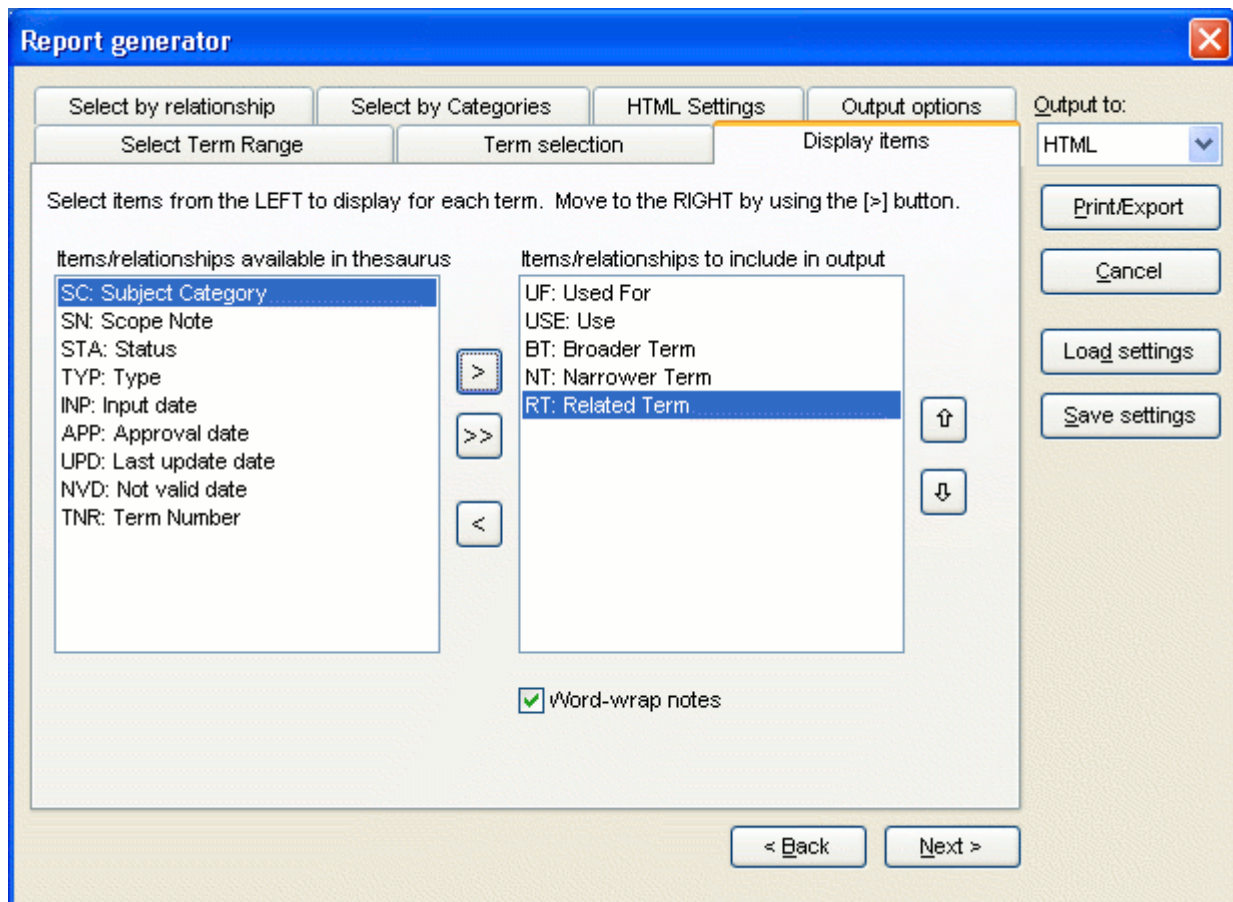 Report generator
Select by relationship
Select by Categories
HTML Settings
Output options
Select Term Range
Term selection
Display items
Output to:
HTML
Print/Export
Cancel
Load settings
Save settings
Select items from the LEFT to display for each term. Move to the RIGHT by using the [>] button.
Items/relationships available in thesaurus
SC: Subject Category
SN: Scope Note
STA: Status
TYP: Type
INP: Input date
APP: Approval date
UPD: Last update date
NVD: Not valid date
TNR: Term Number
>
>>
<
Items/relationships to include in output
UF: Used For
USE: Use
BT: Broader Term
NT: Narrower Term
RT: Related Term
Word-wrap notes
< Back
Next >